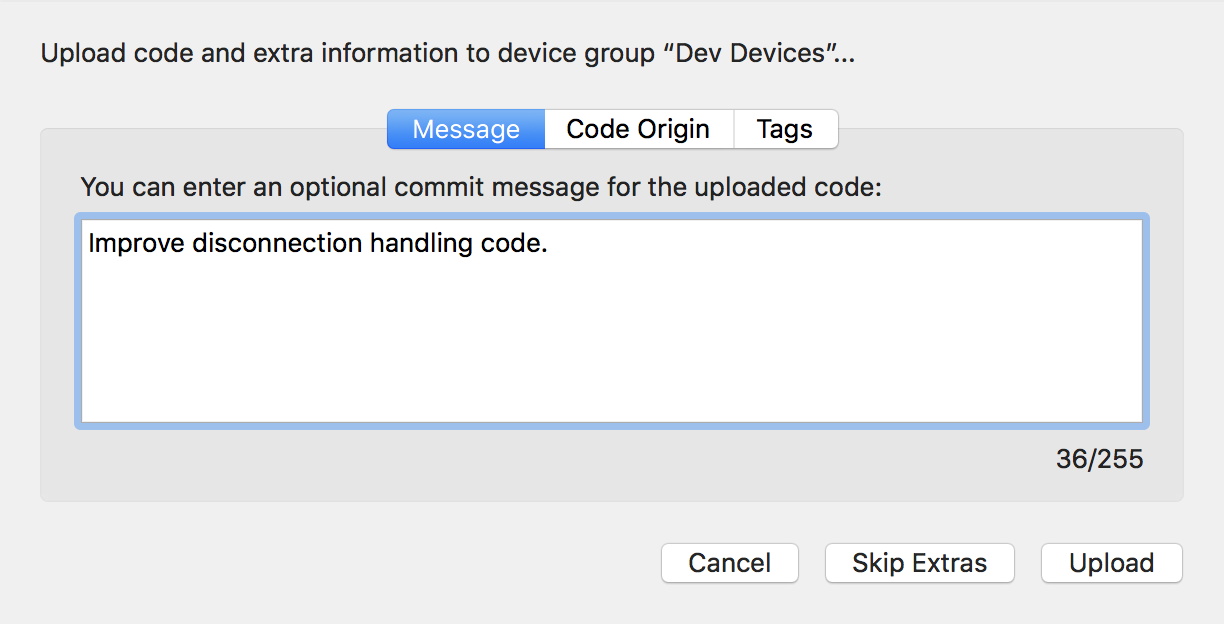 Upload code and extra information to device group “Dev Devices”...
Message Code Origin Tags
You can enter an optional commit message for the uploaded code:
Improve disconnection handling code.
36/255
Cancel Skip Extras Upload